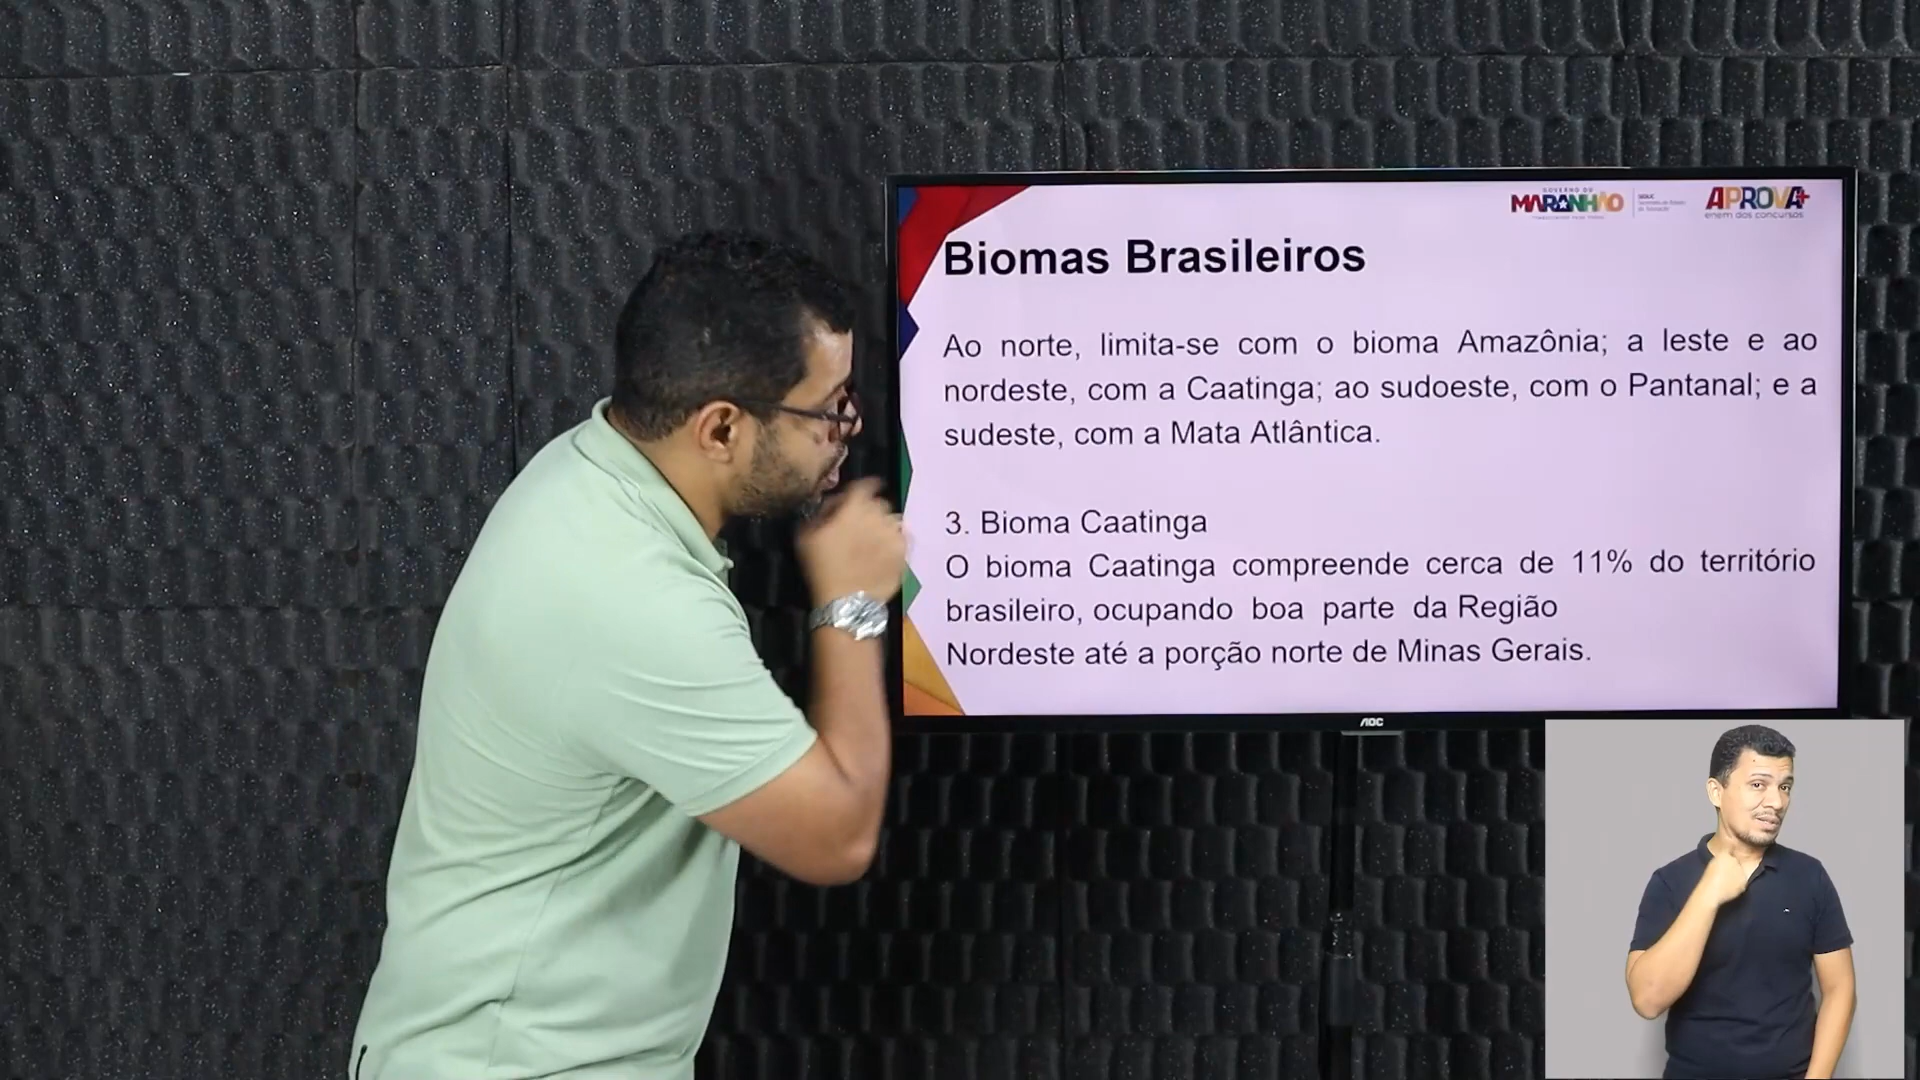 GOVERNO DO
MARANHÃO
APROVA+
enem dos concursos
Biomas Brasileiros
Ao norte, limita-se com o bioma Amazônia; a leste e ao
nordeste, com a Caatinga; ao sudoeste, com o Pantanal; e a
sudeste, com a Mata Atlântica.
3. Bioma Caatinga
O bioma Caatinga compreende cerca de 11% do território
brasileiro, ocupando boa parte da Região
Nordeste até a porção norte de Minas Gerais.
AOC